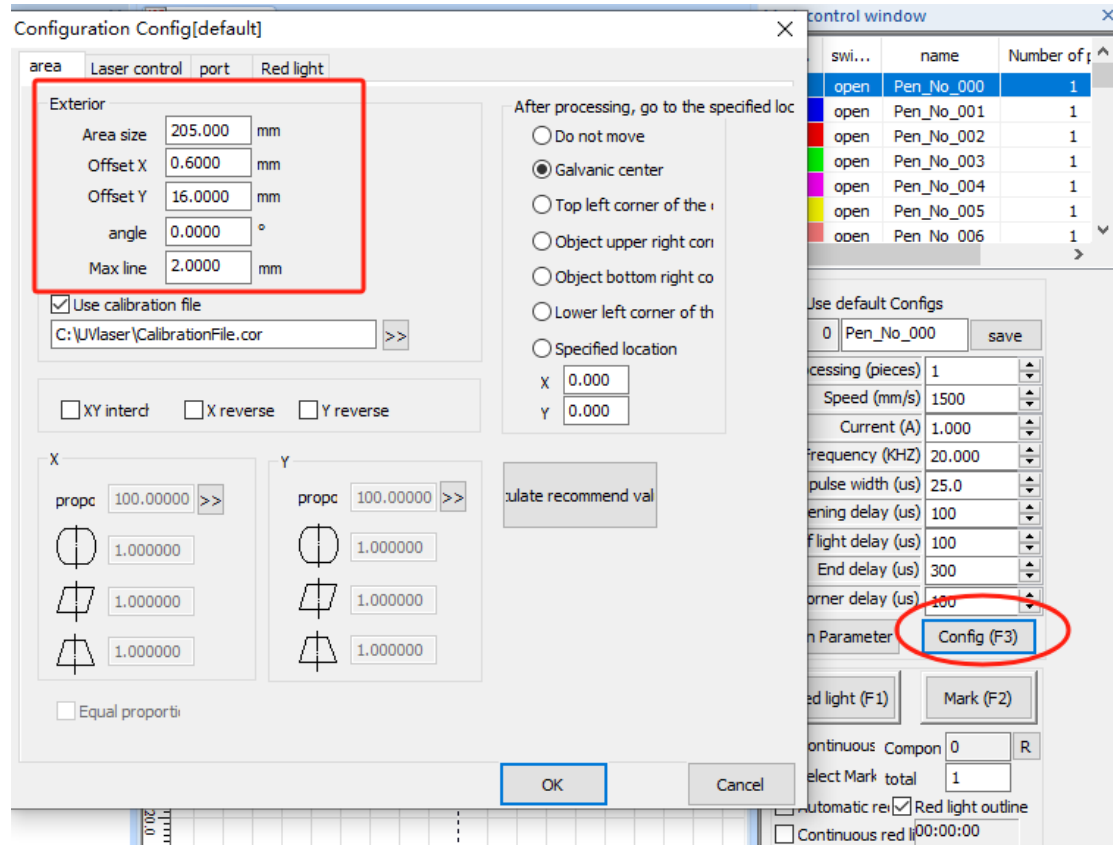 Configuration Config[default]
area Laser control port Red light
Exterior
Area size 205.000 mm
Offset X 0.6000 mm
Offset Y 16.0000 mm
angle 0.0000 °
Max line 2.0000 mm
Use calibration file
C:\UVlaser\CalibrationFile.cor >>
XY interch X reverse Y reverse
X
propo 100.00000 >>
1.000000
1.000000
1.000000
Y
propo 100.00000 >>
1.000000
1.000000
1.000000
Equal proporti
After processing, go to the specified loc
Do not move
Galvanic center
Top left corner of the
Object upper right corn
Object bottom right co
Lower left corner of th
Specified location
X 0.000
Y 0.000
culate recommend val
OK Cancel
control window
swi... name Number of p
open Pen_No_000 1
open Pen_No_001 1
open Pen_No_002 1
open Pen_No_003 1
open Pen_No_004 1
open Pen_No_005 1
open Pen_No_006 1
Use default Configs
0 Pen_No_000 save
cessing (pieces) 1
Speed (mm/s) 1500
Current (A) 1.000
Frequency (KHZ) 20.000
pulse width (us) 25.0
ening delay (us) 100
f light delay (us) 100
End delay (us) 300
orner delay (us) 100
n Parameter Config (F3)
ed light (F1) Mark (F2)
ontinuous Compon 0 R
elect Mark total 1
Automatic re Red light outline
Continuous red li 00:00:00
20.0